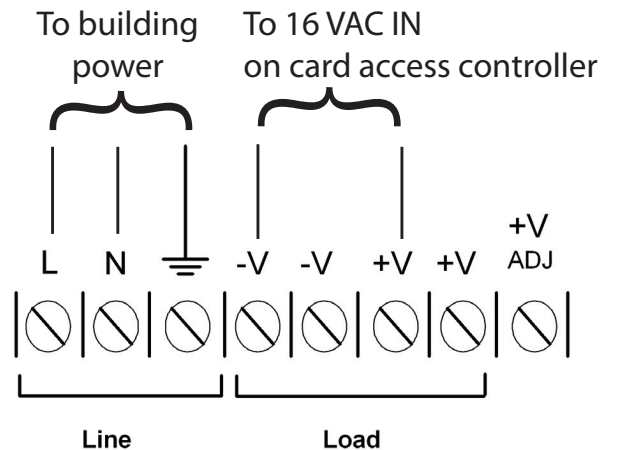 To building
power
To 16 VAC IN
on card access controller
L N -V -V +V +V
+V
ADJ
Line
Load